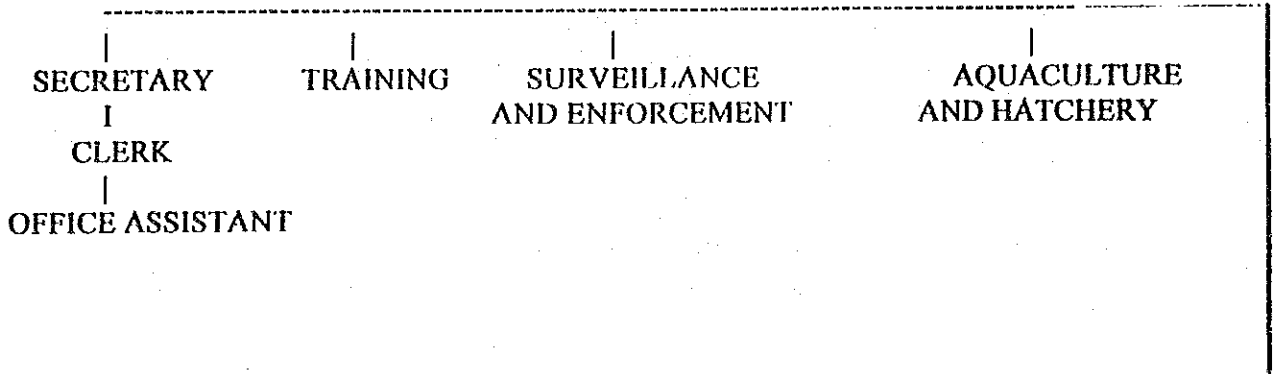 SECRETARY TRAINING SURVEILLANCE AQUACULTURE
AND ENFORCEMENT AND HATCHERY
CLERK
OFFICE ASSISTANT